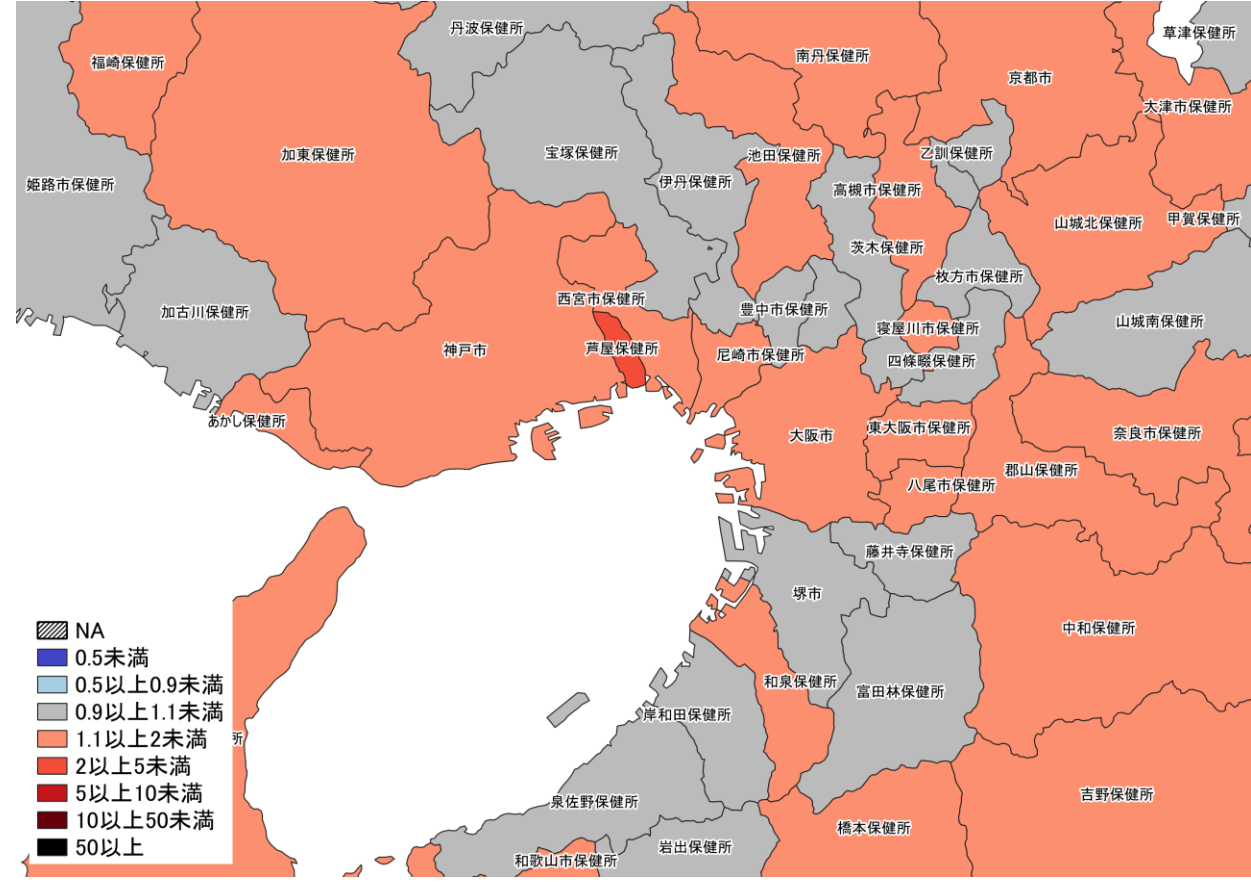 丹波保健所
草津保健所
福崎保健所
南丹保健所
京都市
大津市保健所
加東保健所
宝塚保健所
池田保健所
乙訓保健所
姫路市保健所
伊丹保健所
高槻市保健所
山城北保健所
甲賀保健所
茨木保健所
枚方市保健所
西宮市保健所
加古川保健所
豊中市保健所
寝屋川市保健所
山城南保健所
神戸市
芦屋保健所
尼崎市保健所
四條畷保健所
あかし保健所
大阪市
東大阪市保健所
奈良市保健所
郡山保健所
八尾市保健所
藤井寺保健所
堺市
中和保健所
和泉保健所
富田林保健所
岸和田保健所
所
吉野保健所
泉佐野保健所
橋本保健所
岩出保健所
和歌山市保健所
NA
0.5未満
0.5以上0.9未満
0.9以上1.1未満
1.1以上2未満
2以上5未満
5以上10未満
10以上50未満
50以上